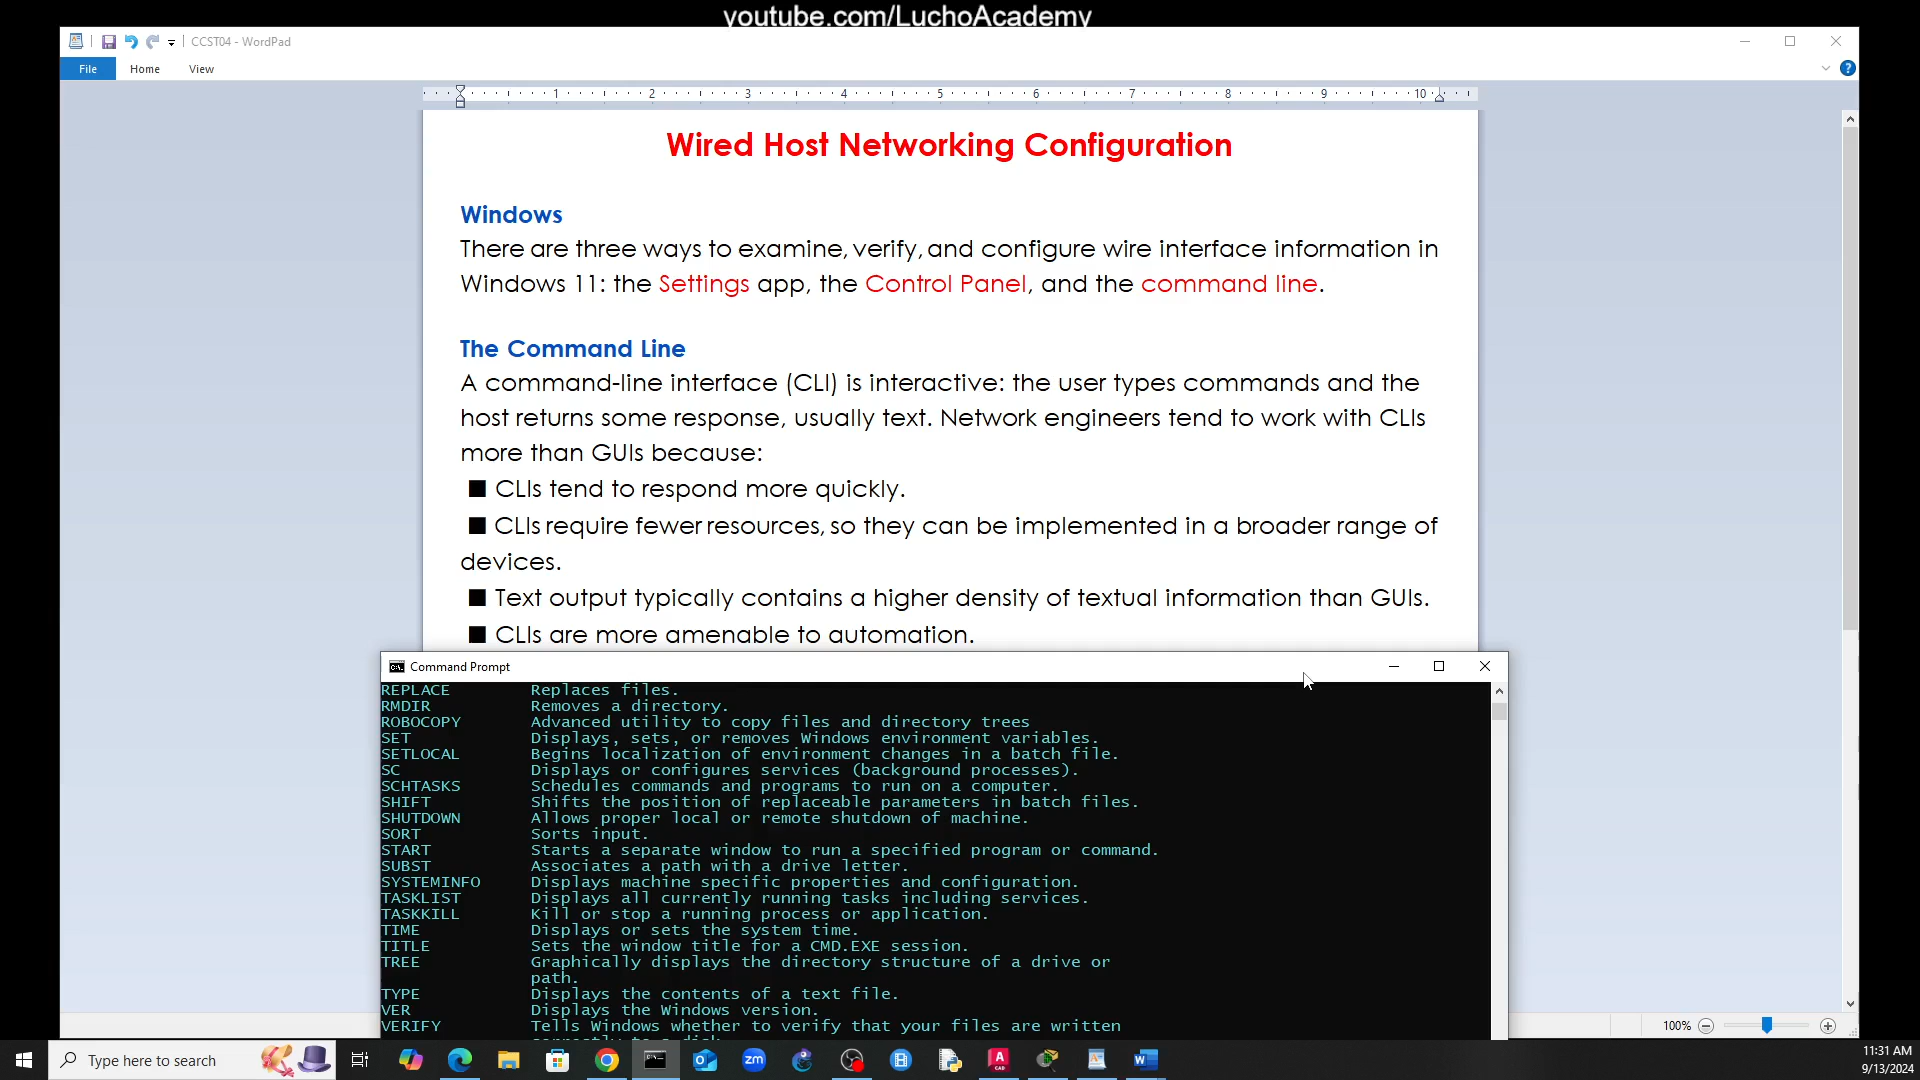 youtube.com/LuchoAcademy
CCST04 - WordPad
File Home View
1 2 3 4 5 6 7 8 9 10
Wired Host Networking Configuration
Windows
There are three ways to examine, verify, and configure wire interface information in
Windows 11: the Settings app, the Control Panel, and the command line.
The Command Line
A command-line interface (CLI) is interactive: the user types commands and the
host returns some response, usually text. Network engineers tend to work with CLIs
more than GUIs because:
■ CLIs tend to respond more quickly.
■ CLIs require fewer resources, so they can be implemented in a broader range of
devices.
■ Text output typically contains a higher density of textual information than GUIs.
■ CLIs are more amenable to automation.
Command Prompt
REPLACE Replaces files.
RMDIR Removes a directory.
ROBOCOPY Advanced utility to copy files and directory trees
SET Displays, sets, or removes Windows environment variables.
SETLOCAL Begins localization of environment changes in a batch file.
SC Displays or configures services (background processes).
SCHTASKS Schedules commands and programs to run on a computer.
SHIFT Shifts the position of replaceable parameters in batch files.
SHUTDOWN Allows proper local or remote shutdown of machine.
SORT Sorts input.
START Starts a separate window to run a specified program or command.
SUBST Associates a path with a drive letter.
SYSTEMINFO Displays machine specific properties and configuration.
TASKLIST Displays all currently running tasks including services.
TASKKILL Kill or stop a running process or application.
TIME Displays or sets the system time.
TITLE Sets the window title for a CMD.EXE session.
TREE Graphically displays the directory structure of a drive or
path.
TYPE Displays the contents of a text file.
VER Displays the Windows version.
VERIFY Tells Windows whether to verify that your files are written
correctly to a disk.
100%
Type here to search
11:31 AM
9/13/2024